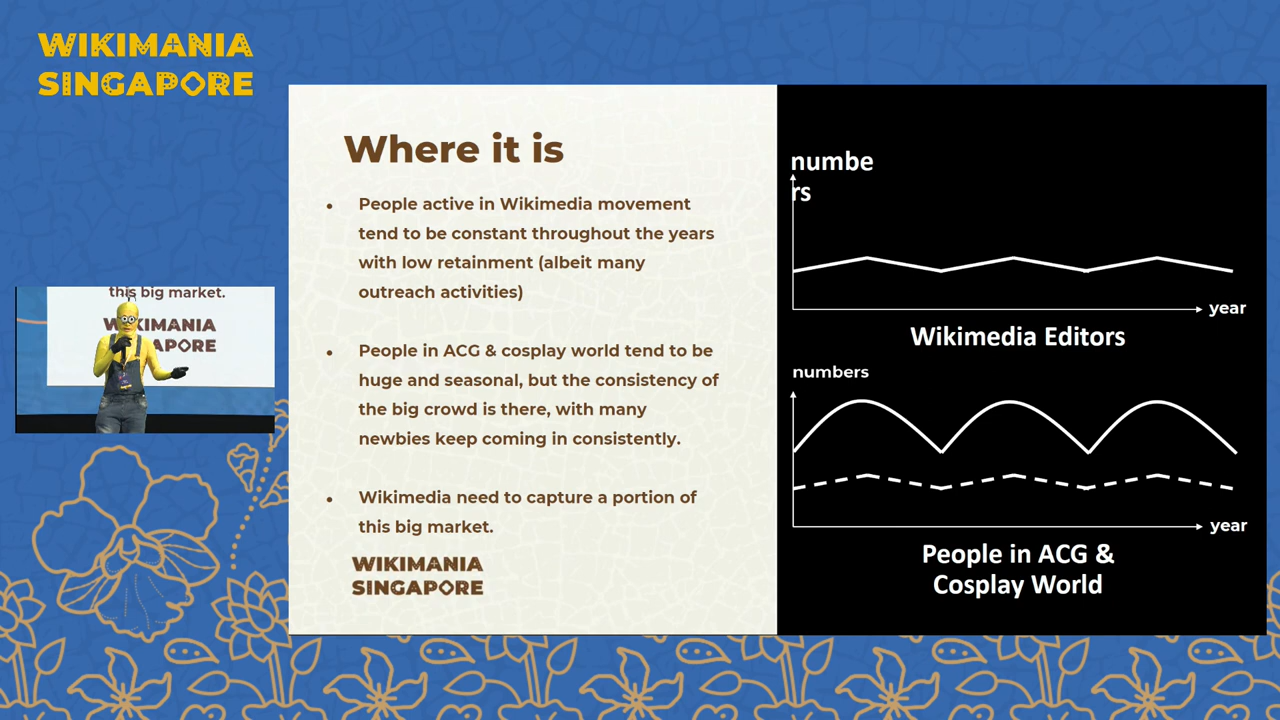 WIKIMANIA
SINGAPORE
Where it is
• People active in Wikimedia movement
tend to be constant throughout the years
with low retainment (albeit many
outreach activities)
• People in ACG & cosplay world tend to be
huge and seasonal, but the consistency of
the big crowd is there, with many
newbies keep coming in consistently.
• Wikimedia need to capture a portion of
this big market.
WIKIMANIA
SINGAPORE
numbe
rs
year
Wikimedia Editors
numbers
year
People in ACG &
Cosplay World
this big market.
WIKIMANIA
APORE